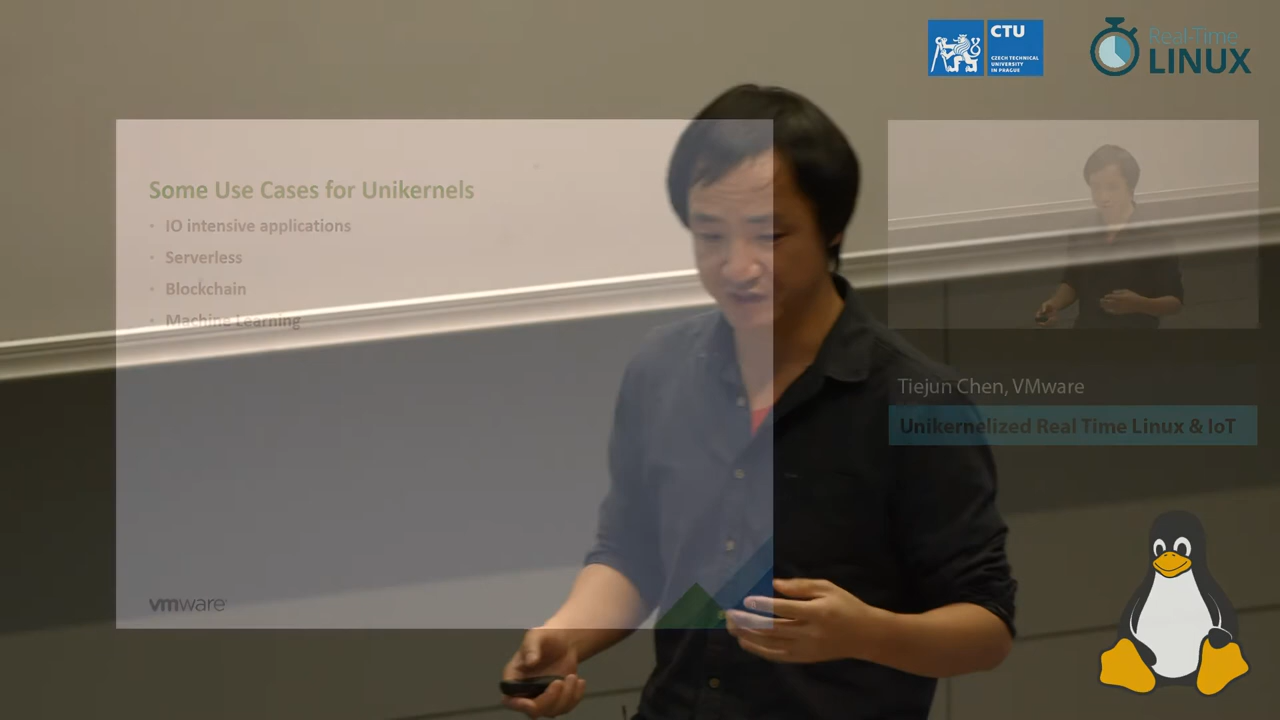 CTU
CZECH TECHNICAL
UNIVERSITY
IN PRAGUE
Real-Time
LINUX
Some Use Cases for Unikernels
· IO intensive applications
· Serverless
· Blockchain
· Machine Learning
vmware
Tiejun Chen, VMware
Unikernelized Real Time Linux & IoT